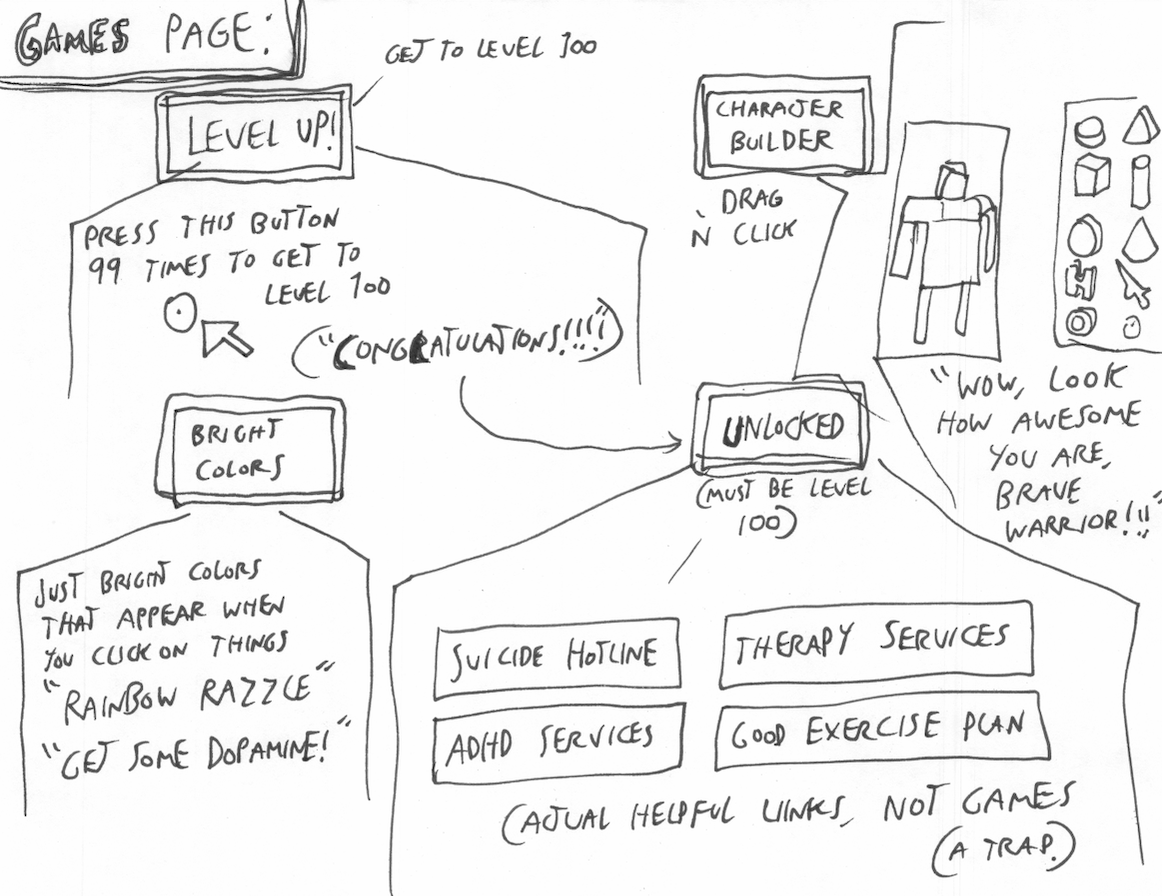 GAMES PAGE:
GET TO LEVEL 100
LEVEL UP!
PRESS THIS BUTTON
99 TIMES TO GET TO
LEVEL 100
"CONGRATULATIONS!!!!"
CHARACTER
BUILDER
DRAG
'N CLICK
"WOW, LOOK
HOW AWESOME
YOU ARE,
BRAVE
WARRIOR!!!"
BRIGHT
COLORS
JUST BRIGHT COLORS
THAT APPEAR WHEN
YOU CLICK ON THINGS
"RAINBOW RAZZLE"
"GET SOME DOPAMINE!"
UNLOCKED
(MUST BE LEVEL
100)
SUICIDE HOTLINE
THERAPY SERVICES
ADHD SERVICES
GOOD EXERCISE PLAN
(ACTUAL HELPFUL LINKS, NOT GAMES
(A TRAP.)